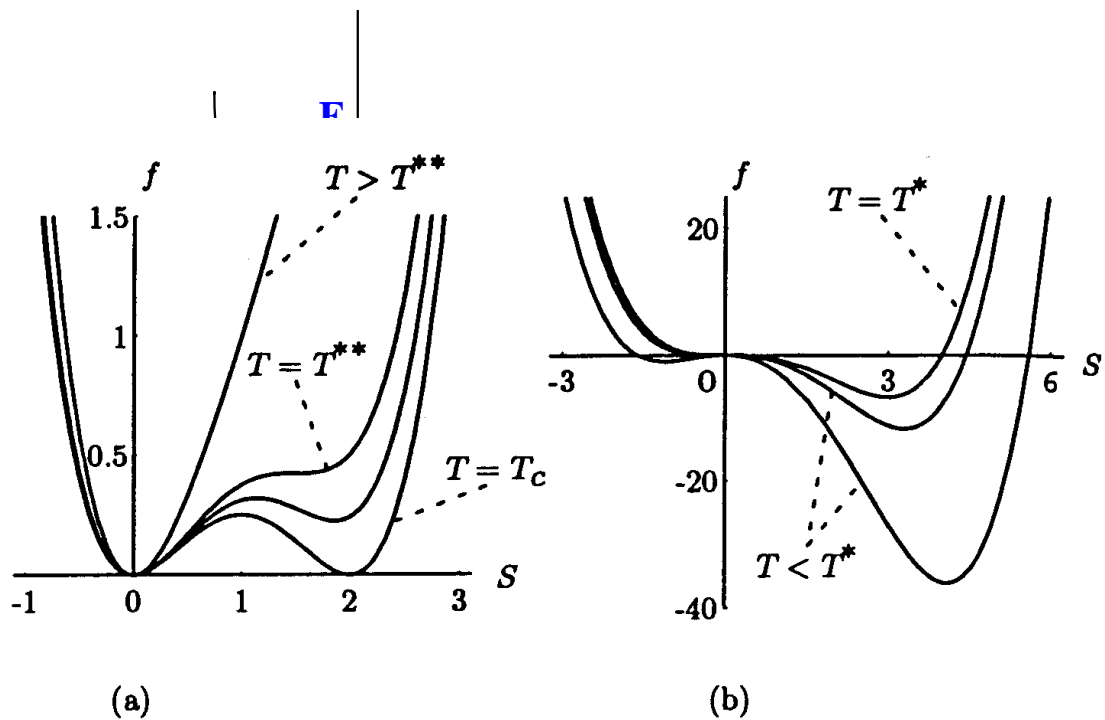 F
f
T > T**
1.5
1
T = T**
0.5
T = Tc
-1 0 1 2 3 S
(a)
f
T = T*
20
-3 0 3 6 S
-20
T < T*
-40
(b)